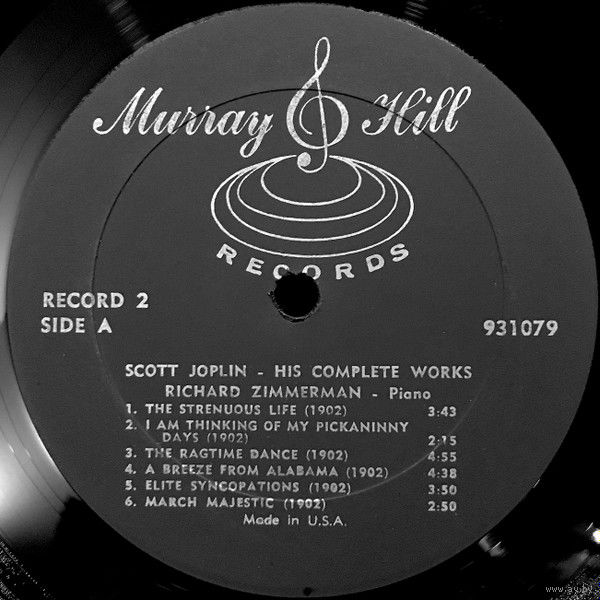 Murray Hill
RECORDS
RECORD 2
SIDE A
931079
SCOTT JOPLIN - HIS COMPLETE WORKS
RICHARD ZIMMERMAN - Piano
1. THE STRENUOUS LIFE (1902) 3:43
2. I AM THINKING OF MY PICKANINNY
DAYS (1902) 2:15
3. THE RAGTIME DANCE (1902) 4:55
4. A BREEZE FROM ALABAMA (1902) 4:38
5. ELITE SYNCOPATIONS (1902) 3:50
6. MARCH MAJESTIC (1902) 2:50
Made in U.S.A.
www.ay.by